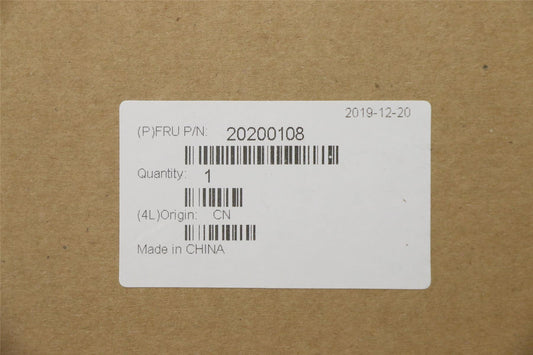 2019-12-20
(P)FRU P/N: 20200108
Quantity: 1
(4L)Origin: CN
Made in CHINA